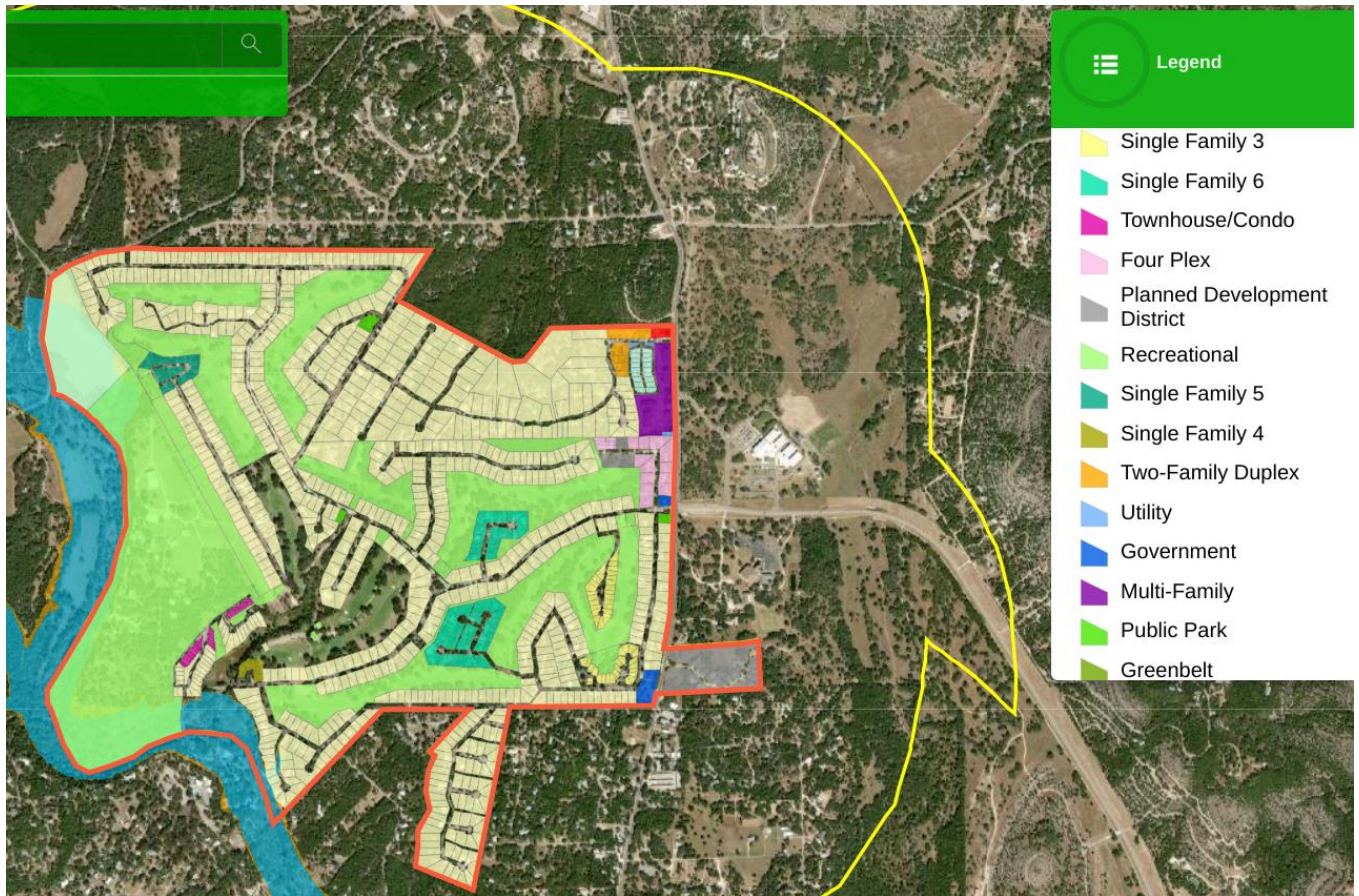 Legend
Single Family 3
Single Family 6
Townhouse/Condo
Four Plex
Planned Development
District
Recreational
Single Family 5
Single Family 4
Two-Family Duplex
Utility
Government
Multi-Family
Public Park
Greenbelt